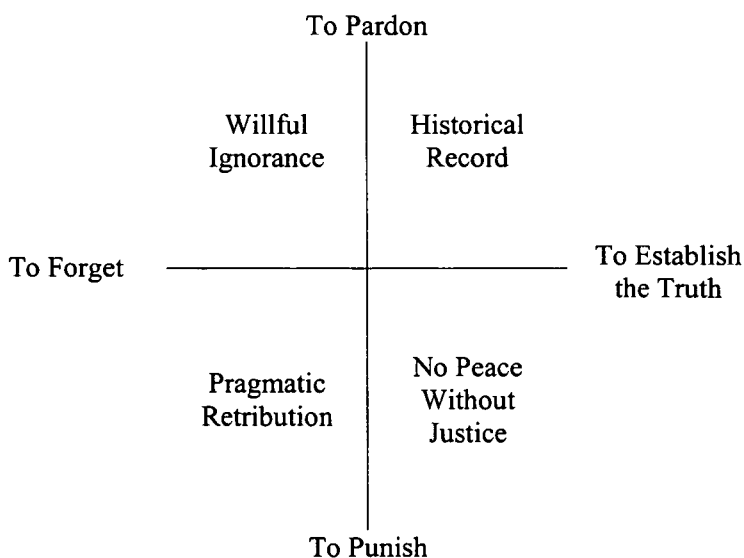 To Pardon
Willful
Ignorance
Historical
Record
To Forget
To Establish
the Truth
Pragmatic
Retribution
No Peace
Without
Justice
To Punish